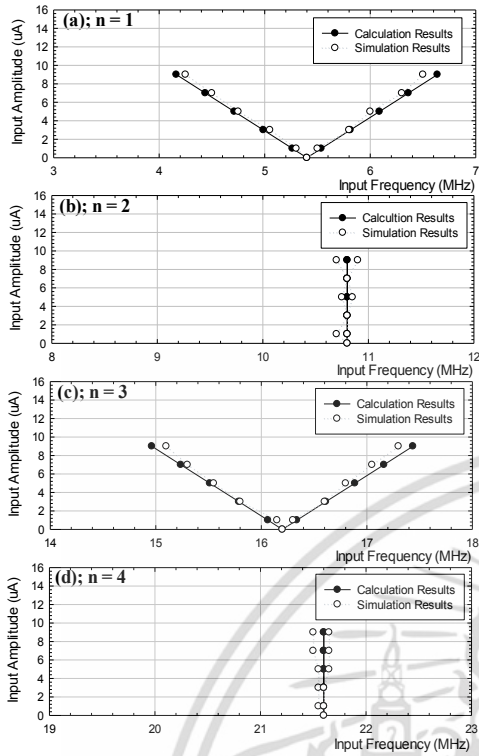 (a); n = 1
Calculation Results
Simulation Results
Input Amplitude (uA)
16
14
12
10
8
6
4
2
0
3 4 5 6 7
Input Frequency (MHz)
(b); n = 2
Calcultion Results
Simulation Results
Input Amplitude (uA)
16
14
12
10
8
6
4
2
0
8 9 10 11 12
Input Frequency (MHz)
(c); n = 3
Calculation Results
Simulation Results
Input Amplitude (uA)
16
14
12
10
8
6
4
2
0
14 15 16 17 18
Input Frequency (MHz)
(d); n = 4
Calculation Results
Simulation Results
Input Amplitude (uA)
16
14
12
10
8
6
4
2
0
19 20 21 22 23
Input Frequency (MHz)